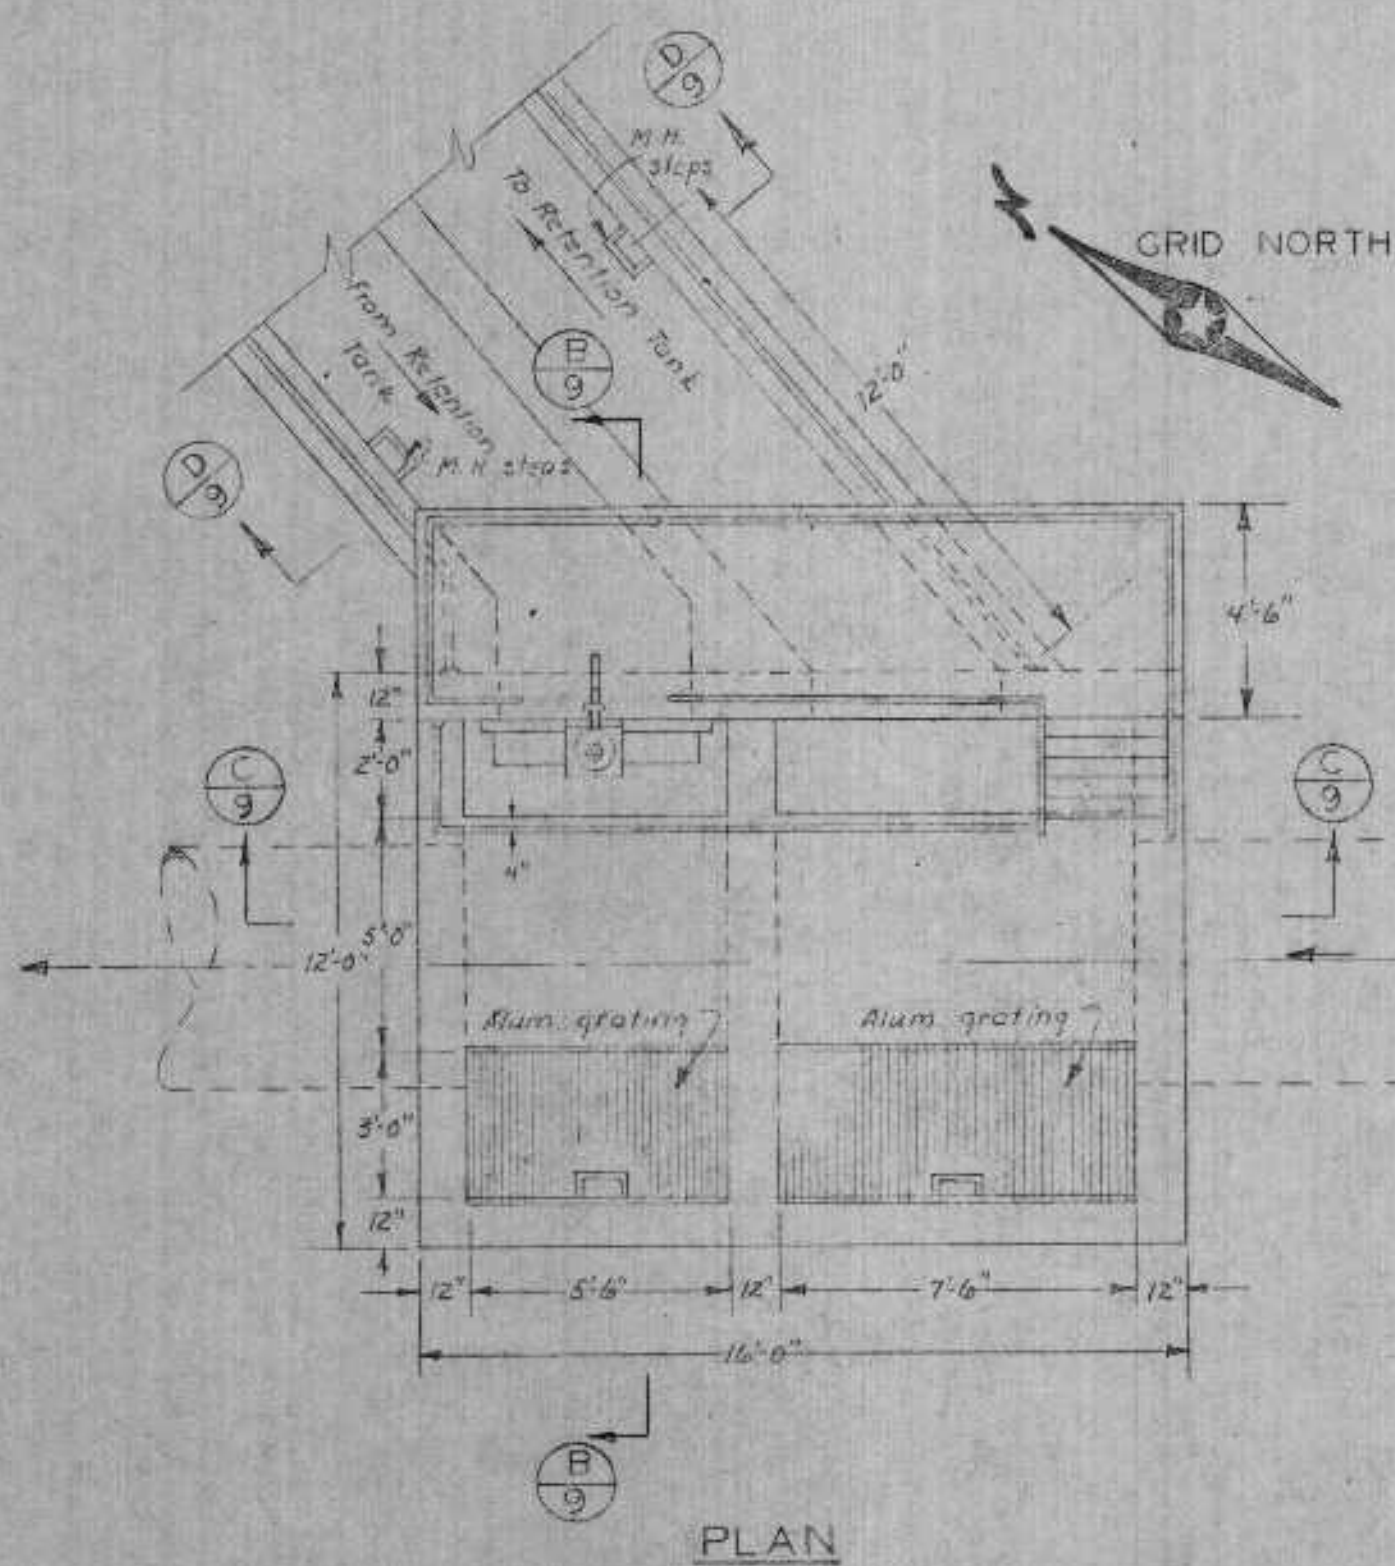 D
9
M.H.
steps
To Retention Tank
N
GRID NORTH
from Retention
Tank
B
9
12'-0"
M.H. steps
D
9
4'-6"
12"
2'-0"
C
9
C
9
4"
5'-0"
12'-0"
Alum. grating
Alum. grating
3'-0"
12"
12"
5'-6"
12"
7'-6"
12"
16'-0"
B
9
PLAN